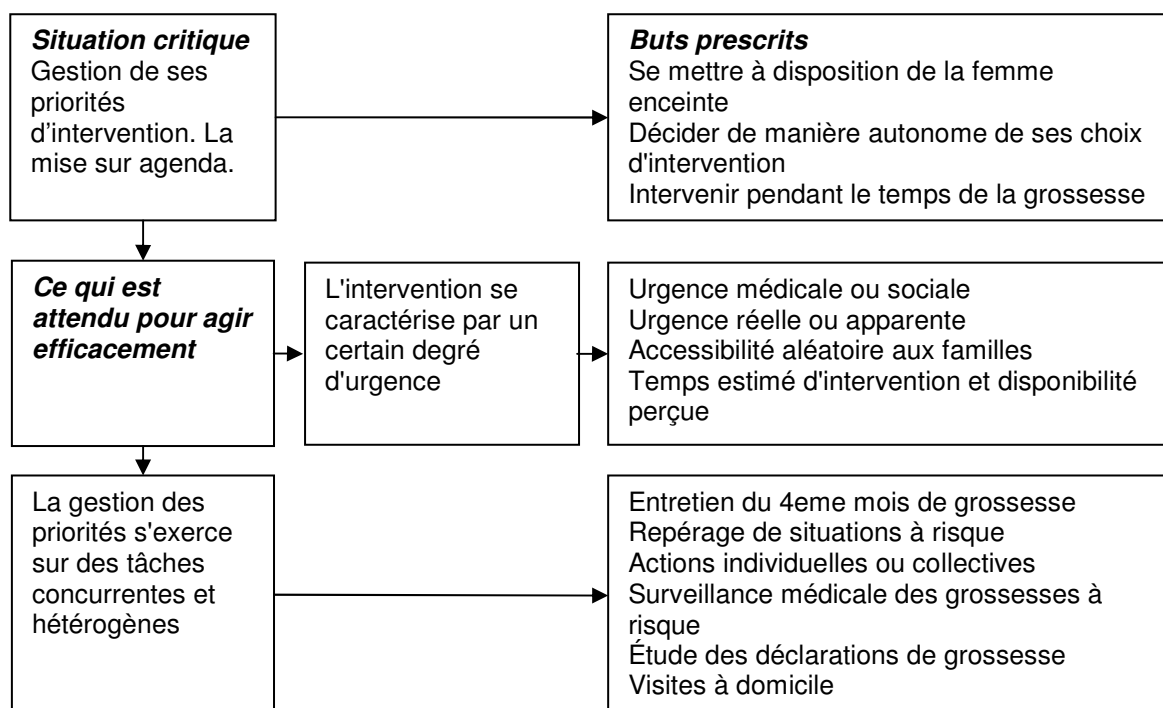 Situation critique
Gestion de ses
priorités
d'intervention. La
mise sur agenda.
Buts prescrits
Se mettre à disposition de la femme
enceinte
Décider de manière autonome de ses choix
d'intervention
Intervenir pendant le temps de la grossesse
Ce qui est
attendu pour agir
efficacement
L'intervention se
caractérise par un
certain degré
d'urgence
Urgence médicale ou sociale
Urgence réelle ou apparente
Accessibilité aléatoire aux familles
Temps estimé d'intervention et disponibilité
perçue
La gestion des
priorités s'exerce
sur des tâches
concurrentes et
hétérogènes
Entretien du 4eme mois de grossesse
Repérage de situations à risque
Actions individuelles ou collectives
Surveillance médicale des grossesses à
risque
Étude des déclarations de grossesse
Visites à domicile